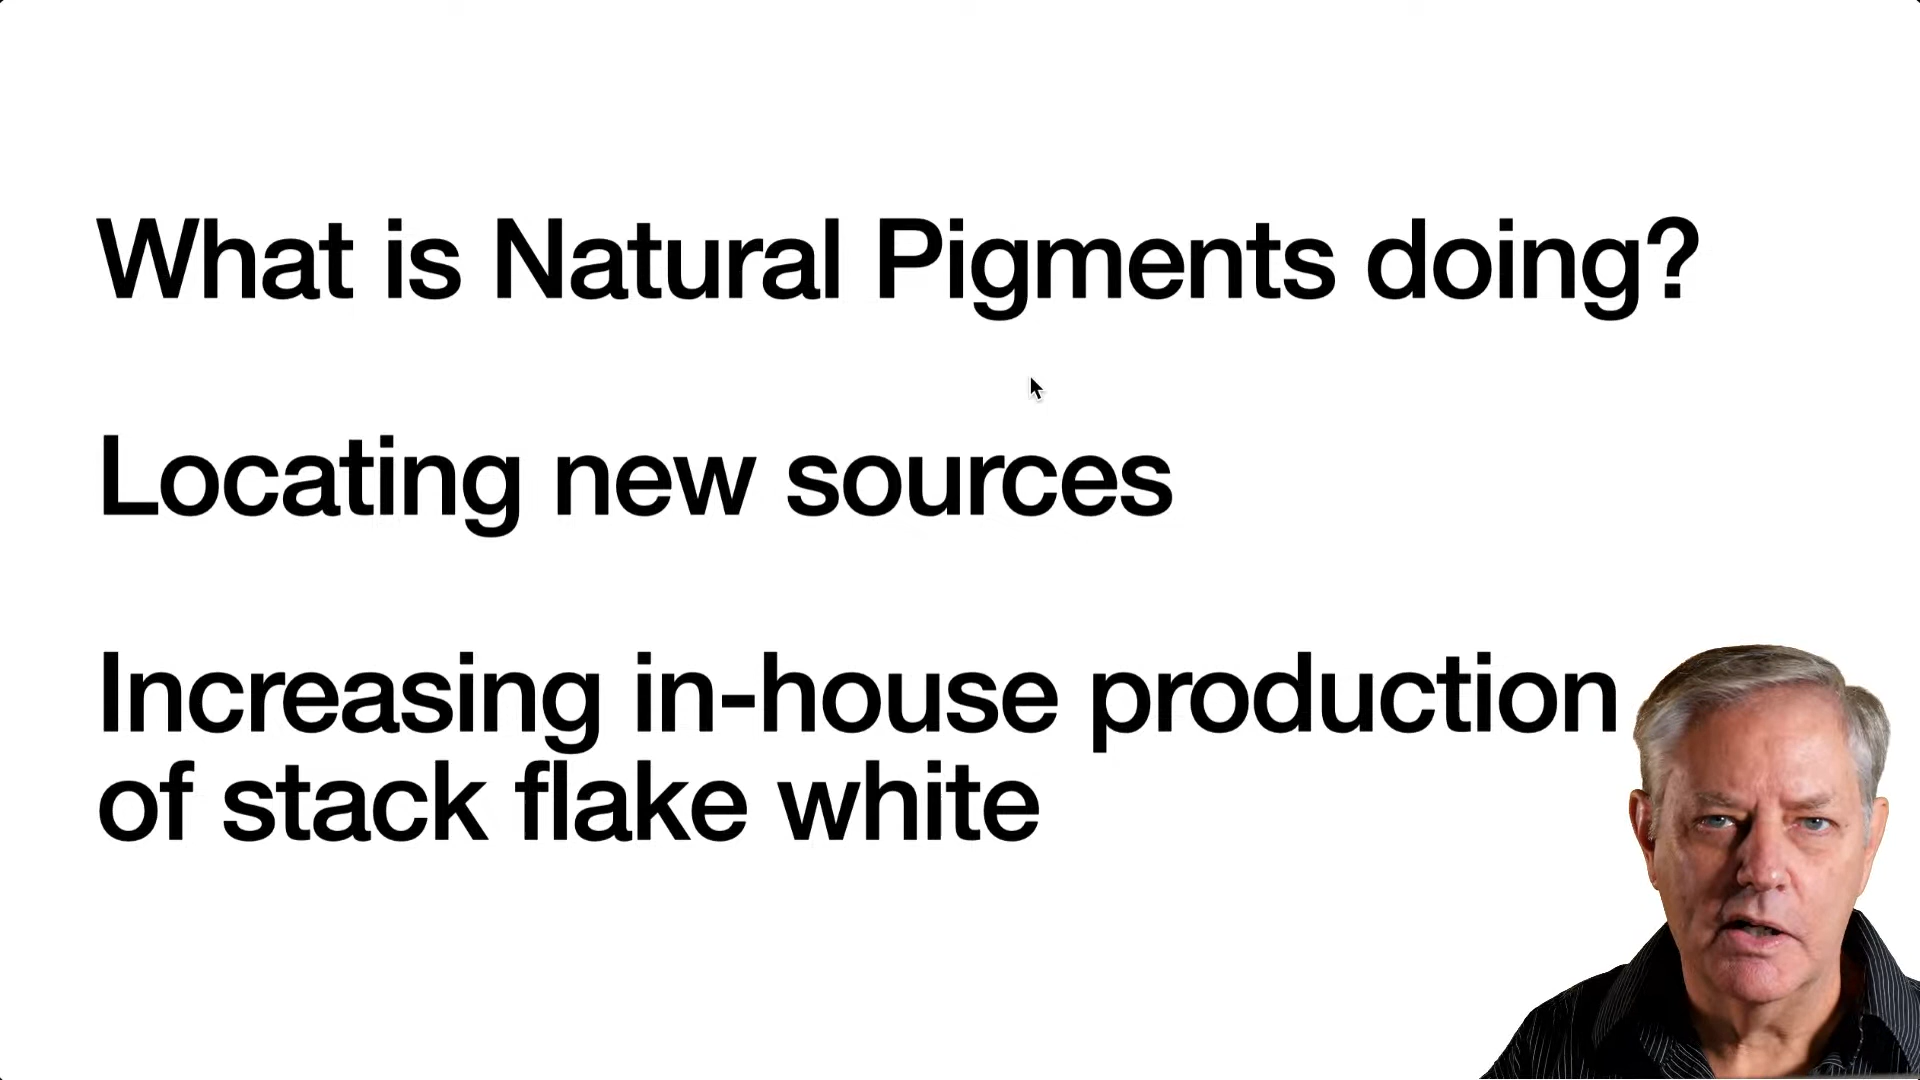 What is Natural Pigments doing?
Locating new sources
Increasing in-house production
of stack flake white